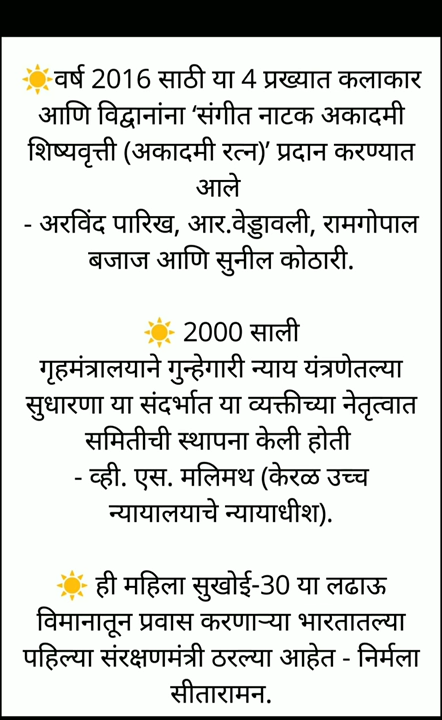 ☀️वर्ष 2016 साठी या 4 प्रख्यात कलाकार
आणि विद्वानांना ‘संगीत नाटक अकादमी
शिष्यवृत्ती (अकादमी रत्न)’ प्रदान करण्यात
आले
- अरविंद पारिख, आर.वेड्डावली, रामगोपाल
बजाज आणि सुनील कोठारी.
☀️ 2000 साली
गृहमंत्रालयाने गुन्हेगारी न्याय यंत्रणेतल्या
सुधारणा या संदर्भात या व्यक्तीच्या नेतृत्वात
समितीची स्थापना केली होती
- व्ही. एस. मलिमथ (केरळ उच्च
न्यायालयाचे न्यायाधीश).
☀️ ही महिला सुखोई-30 या लढाऊ
विमानातून प्रवास करणाऱ्या भारतातल्या
पहिल्या संरक्षणमंत्री ठरल्या आहेत - निर्मला
सीतारामन.